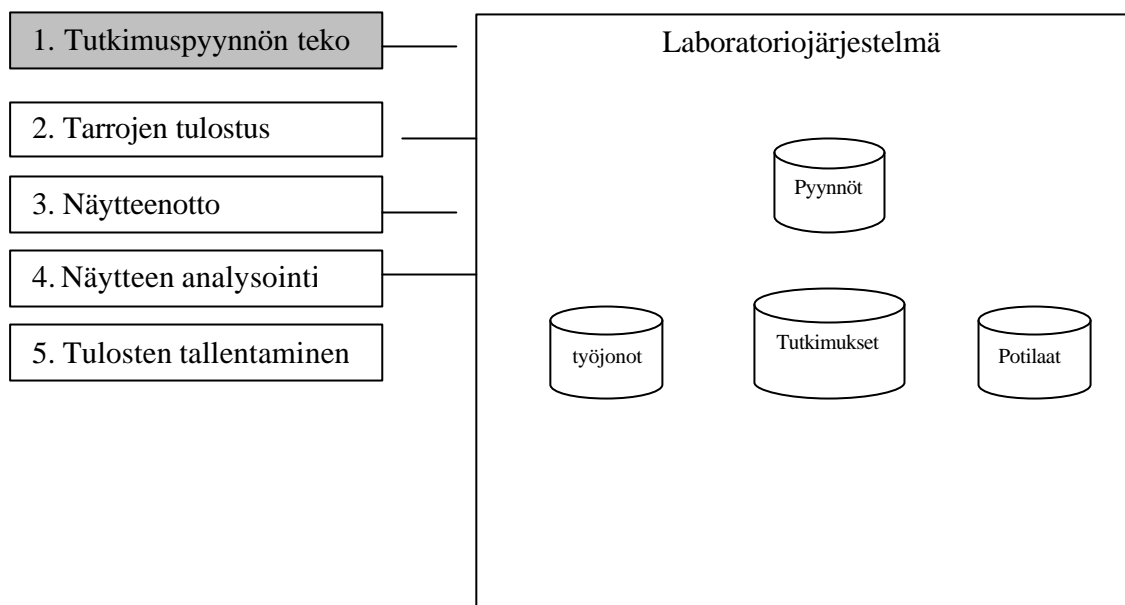 1. Tutkimuspyynnön teko
2. Tarrojen tulostus
3. Näytteenotto
4. Näytteen analysointi
5. Tulosten tallentaminen
Laboratoriojärjestelmä
Pyynnöt
työjonot
Tutkimukset
Potilaat